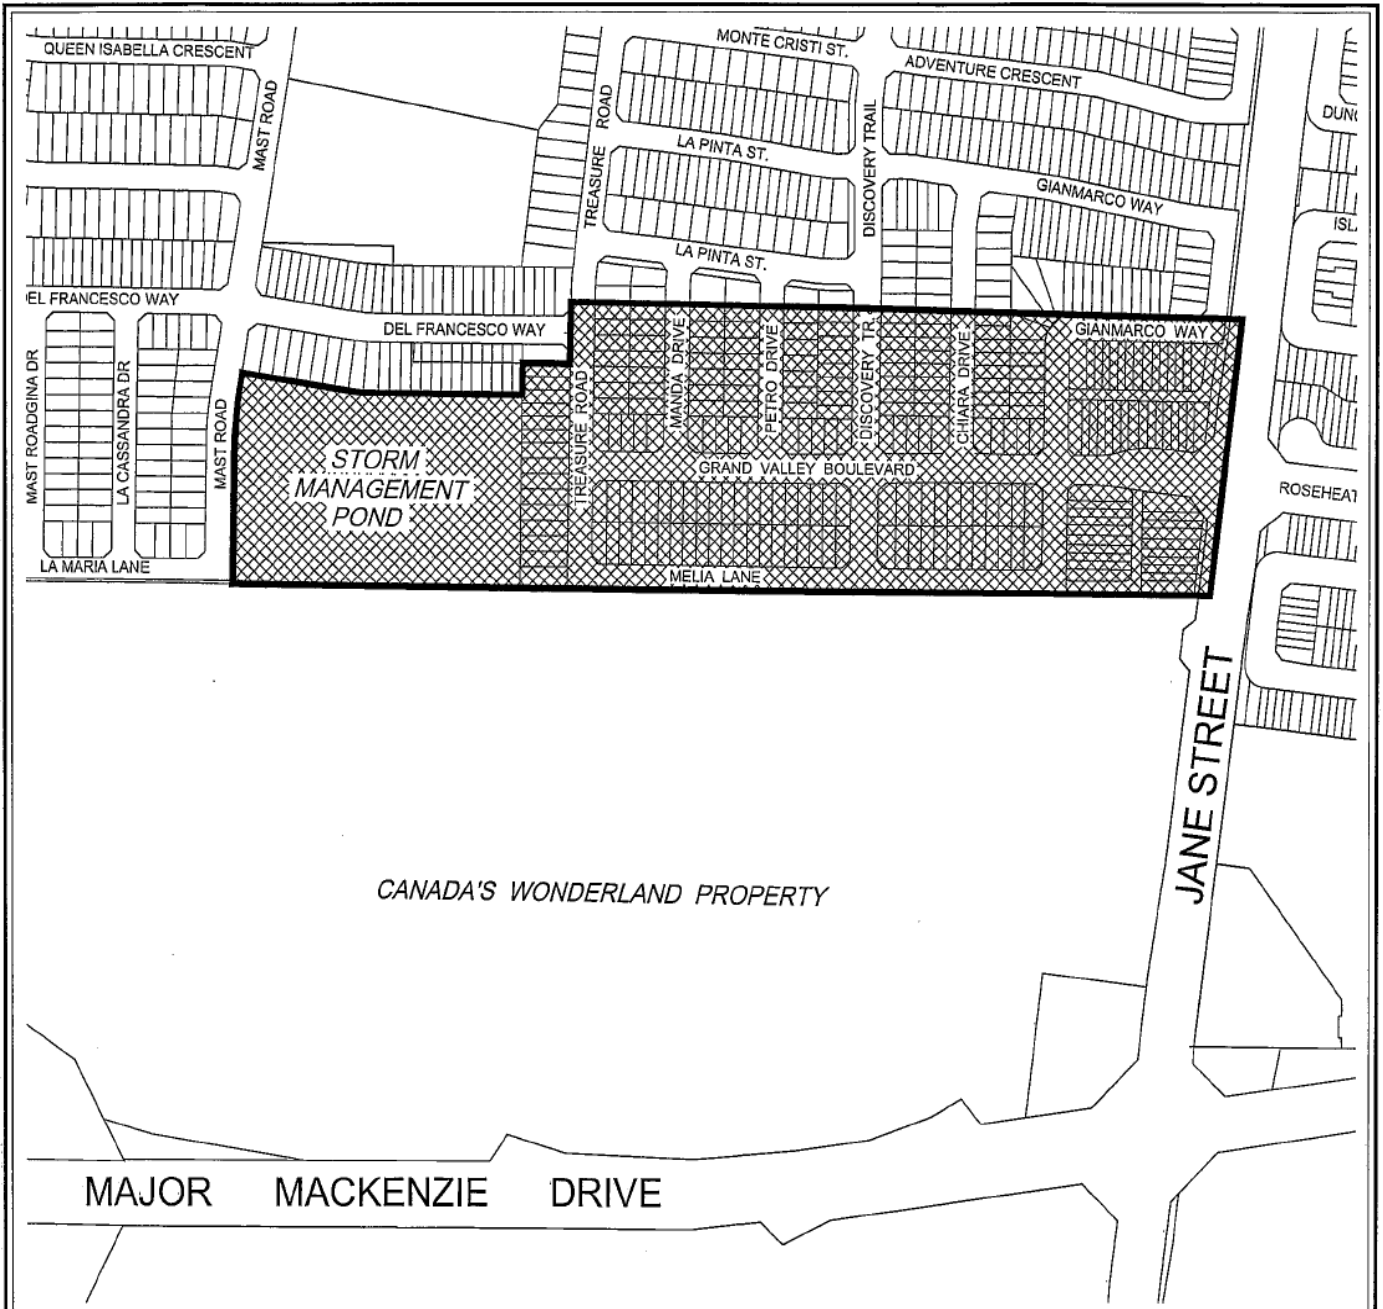 QUEEN ISABELLA CRESCENT
MAST ROAD
TREASURE ROAD
MONTE CRISTI ST.
ADVENTURE CRESCENT
DISCOVERY TRAIL
LA PINTA ST.
GIANMARCO WAY
LA PINTA ST.
EL FRANCESCO WAY
DEL FRANCESCO WAY
GIANMARCO WAY
MAST ROADGINA DR
LA CASSANDRA DR
MAST ROAD
TREASURE ROAD
MANDA DRIVE
PETRO DRIVE
DISCOVERY TR.
CHIARA DRIVE
STORM
MANAGEMENT
POND
GRAND VALLEY BOULEVARD
LA MARIA LANE
MELIA LANE
DUNC
ISL
ROSEHEAT
JANE STREET
CANADA'S WONDERLAND PROPERTY
MAJOR MACKENZIE DRIVE